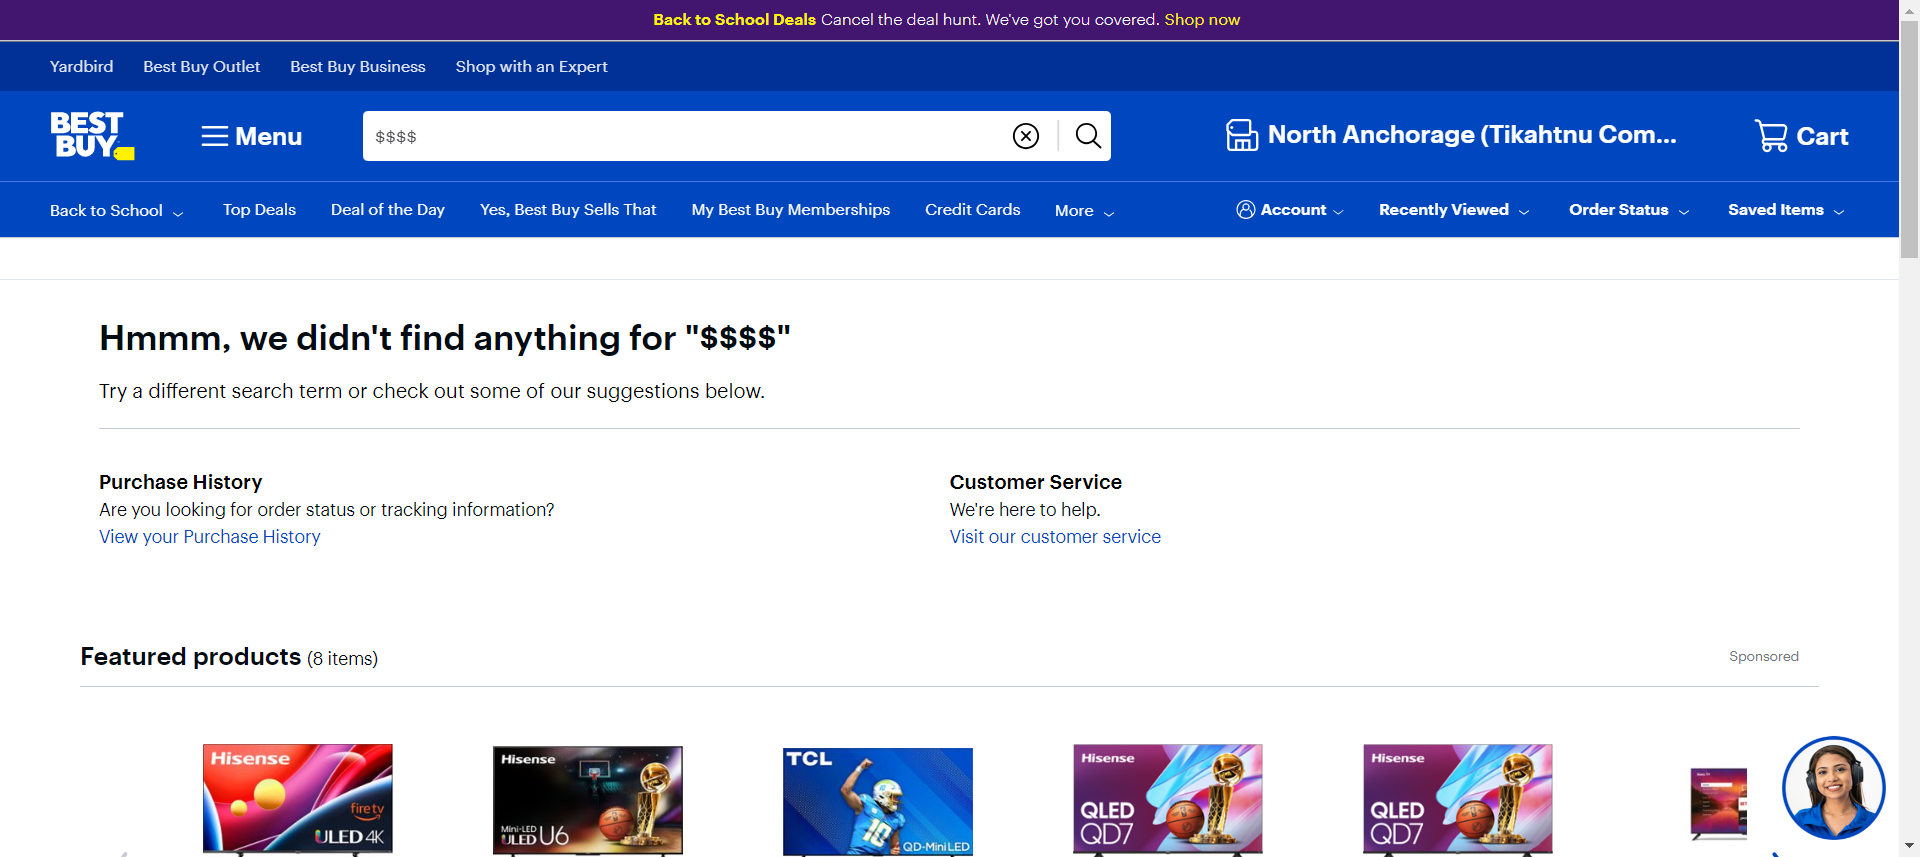 Back to School Deals Cancel the deal hunt. We've got you covered. Shop now
Yardbird Best Buy Outlet Best Buy Business Shop with an Expert
BEST
BUY
Menu
$$$$
North Anchorage (Tikahtnu Com...
Cart
Back to School Top Deals Deal of the Day Yes, Best Buy Sells That My Best Buy Memberships Credit Cards More Account Recently Viewed Order Status Saved Items
Hmmm, we didn't find anything for "$$$$"
Try a different search term or check out some of our suggestions below.
Purchase History
Are you looking for order status or tracking information?
View your Purchase History
Customer Service
We're here to help.
Visit our customer service
Featured products (8 items)
Sponsored
Hisense
fire tv
ULED 4K
Hisense
Mini-LED
ULED U6
TCL
10
QD-Mini LED
Hisense
QLED
QD7
Hisense
QLED
QD7